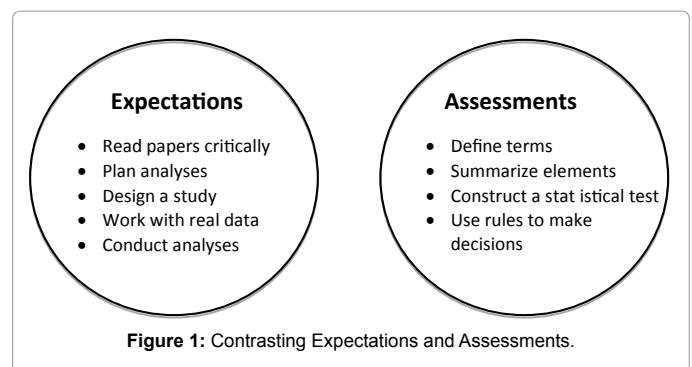 Expectations
• Read papers critically
• Plan analyses
• Design a study
• Work with real data
• Conduct analyses
Assessments
• Define terms
• Summarize elements
• Construct a stat istical test
• Use rules to make
decisions
Figure 1: Contrasting Expectations and Assessments.